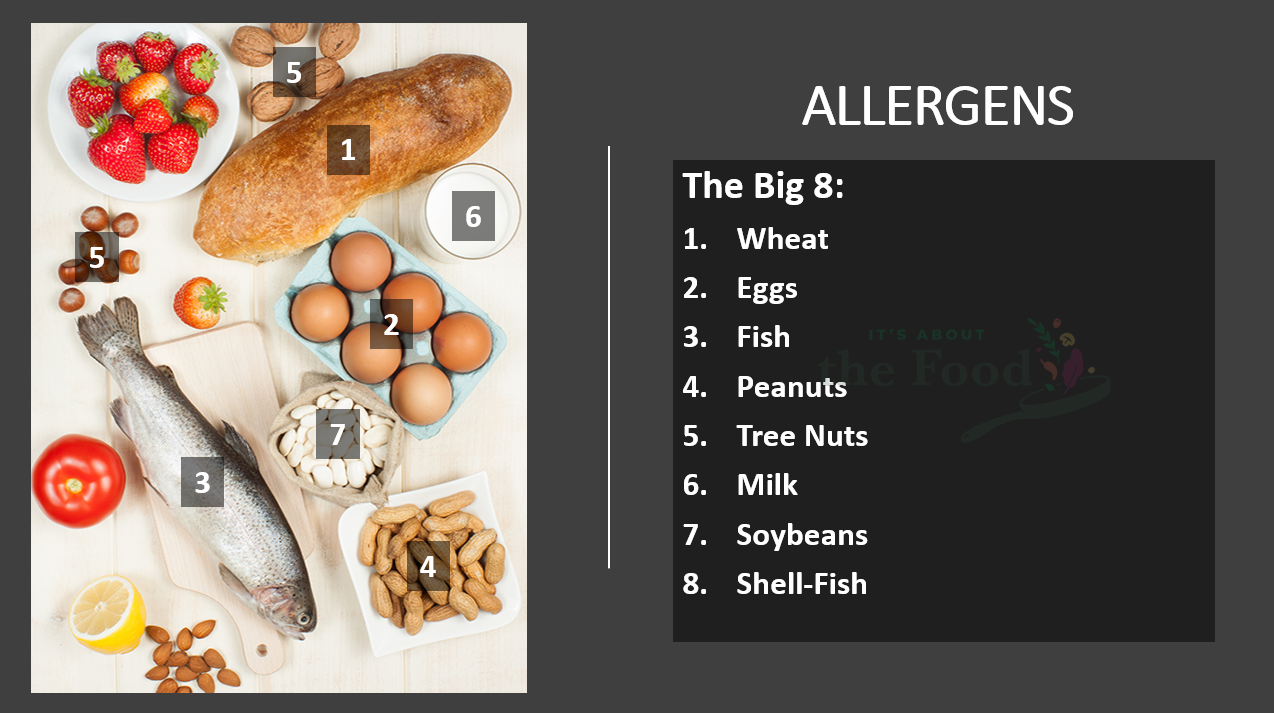 5
1
6
5
2
7
3
4
ALLERGENS
The Big 8:
1. Wheat
2. Eggs
3. Fish
4. Peanuts
5. Tree Nuts
6. Milk
7. Soybeans
8. Shell-Fish
IT'S ABOUT
the Food